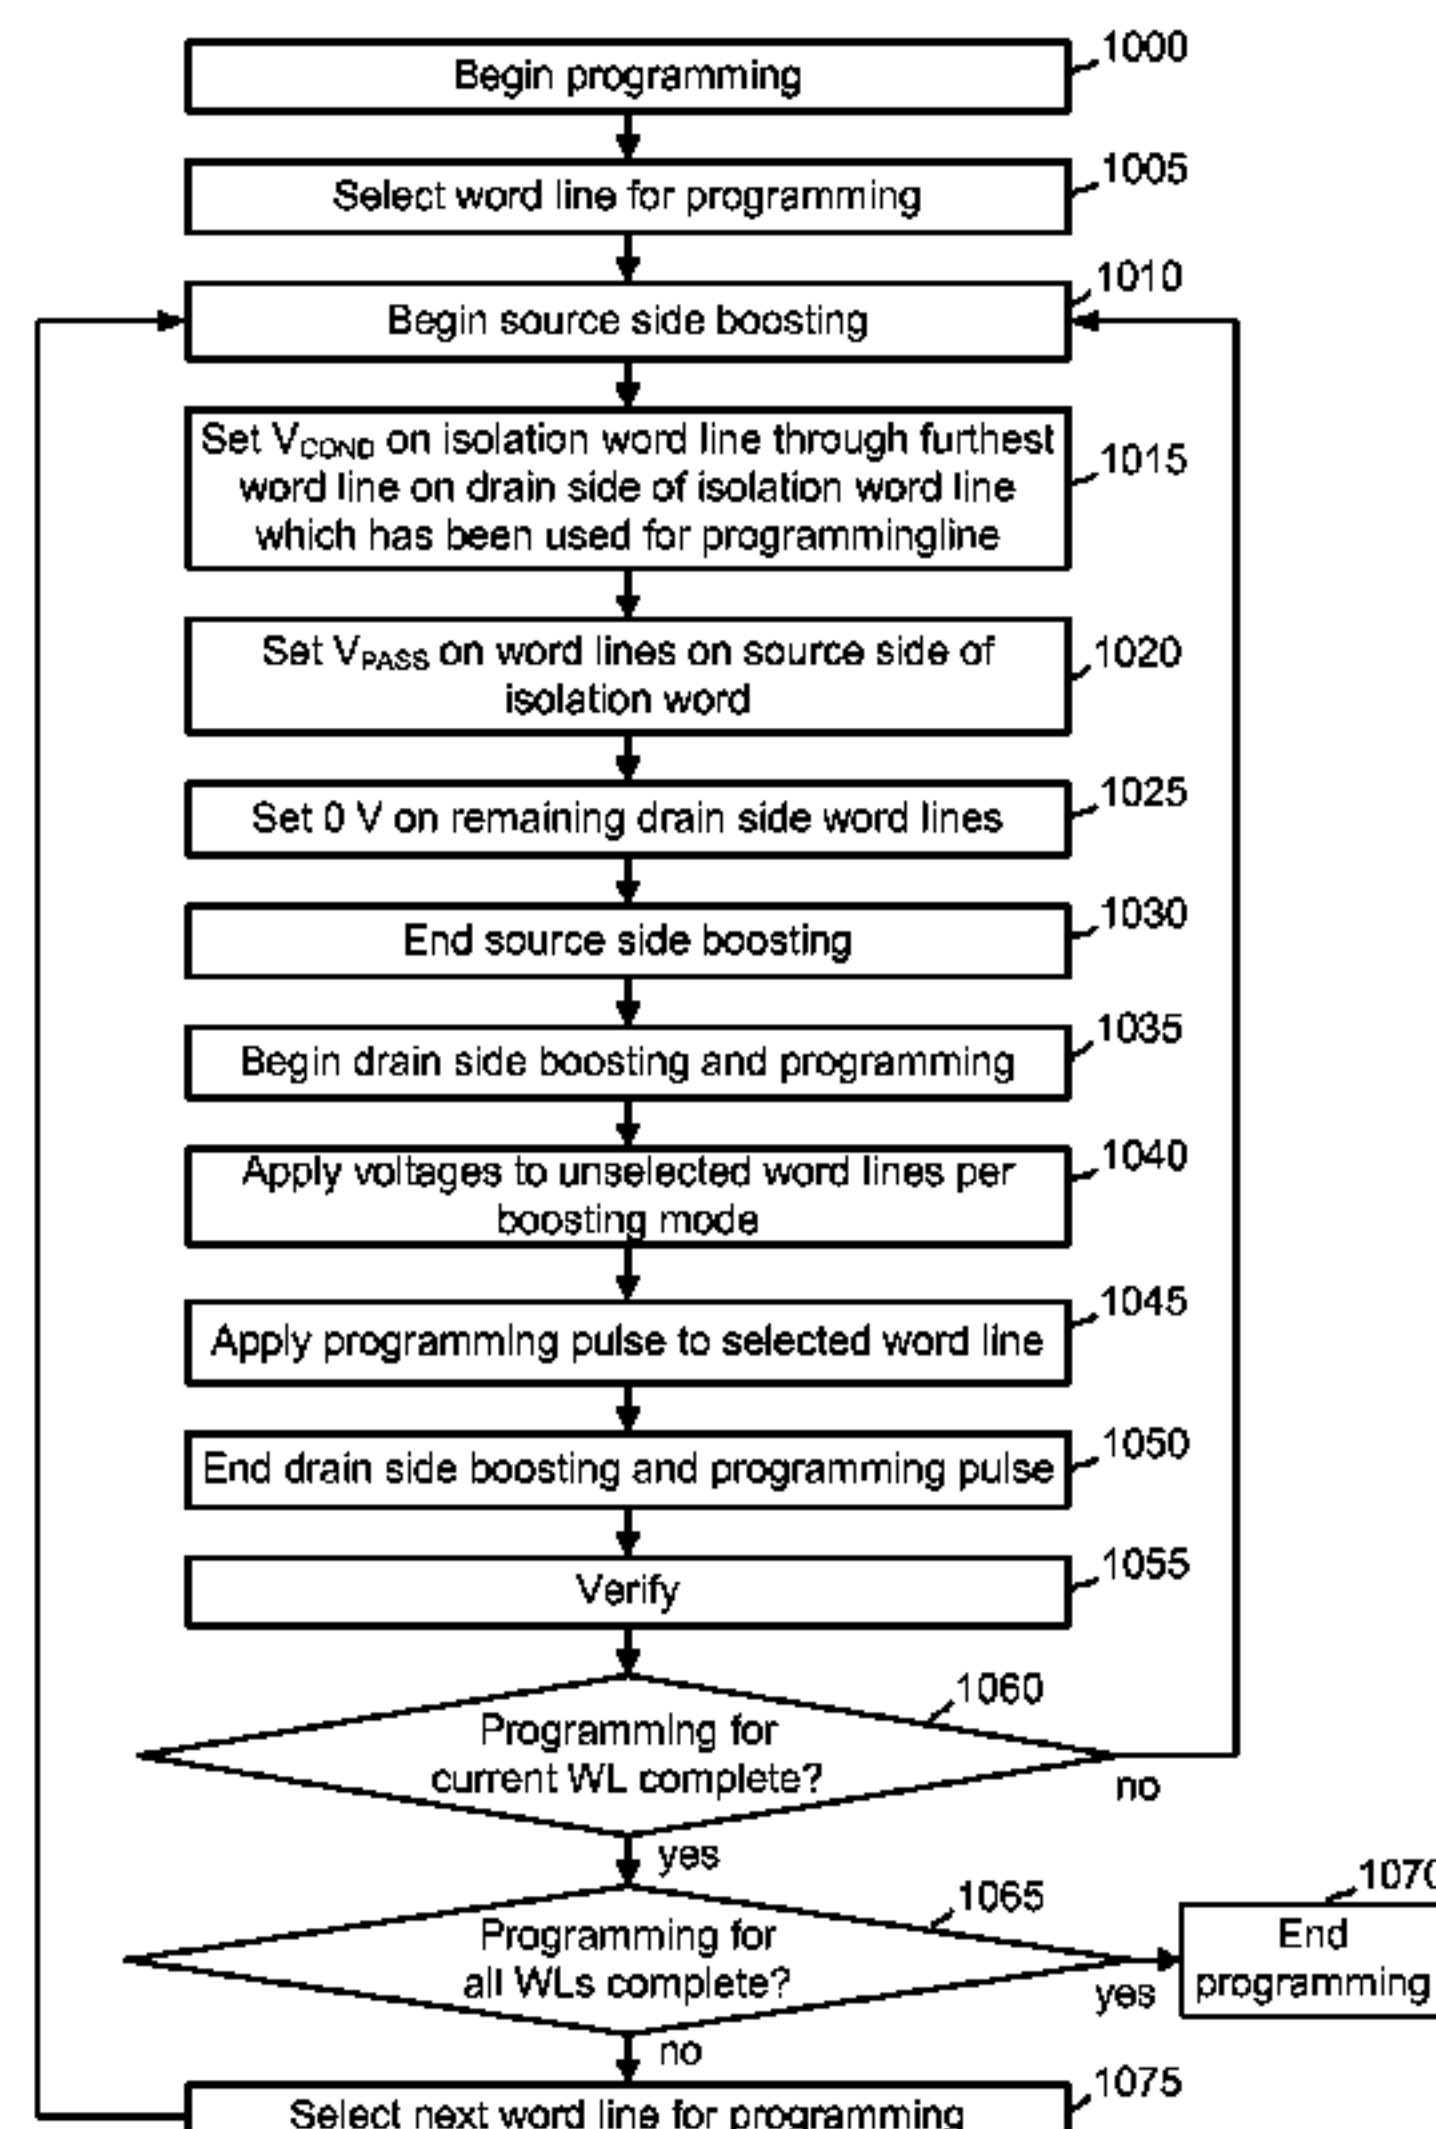 1000
Begin programming
1005
Select word line for programming
1010
Begin source side boosting
1015
Set VCOND on isolation word line through furthest
word line on drain side of isolation word line
which has been used for programmingline
1020
Set VPASS on word lines on source side of
isolation word
1025
Set 0 V on remaining drain side word lines
1030
End source side boosting
1035
Begin drain side boosting and programming
1040
Apply voltages to unselected word lines per
boosting mode
1045
Apply programming pulse to selected word line
1050
End drain side boosting and programming pulse
1055
Verify
1060
Programming for
current WL complete?
no
yes
1065
Programming for
all WLs complete?
yes
1070
End
programming
no
1075
Select next word line for programming